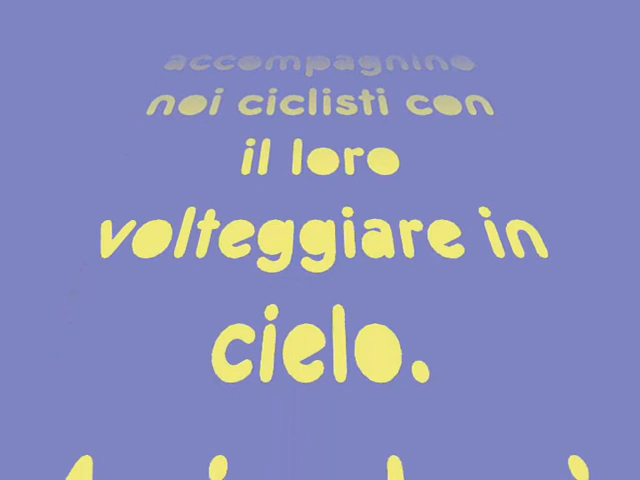 accompagnino
noi ciclisti con
il loro
volteggiare in
cielo.